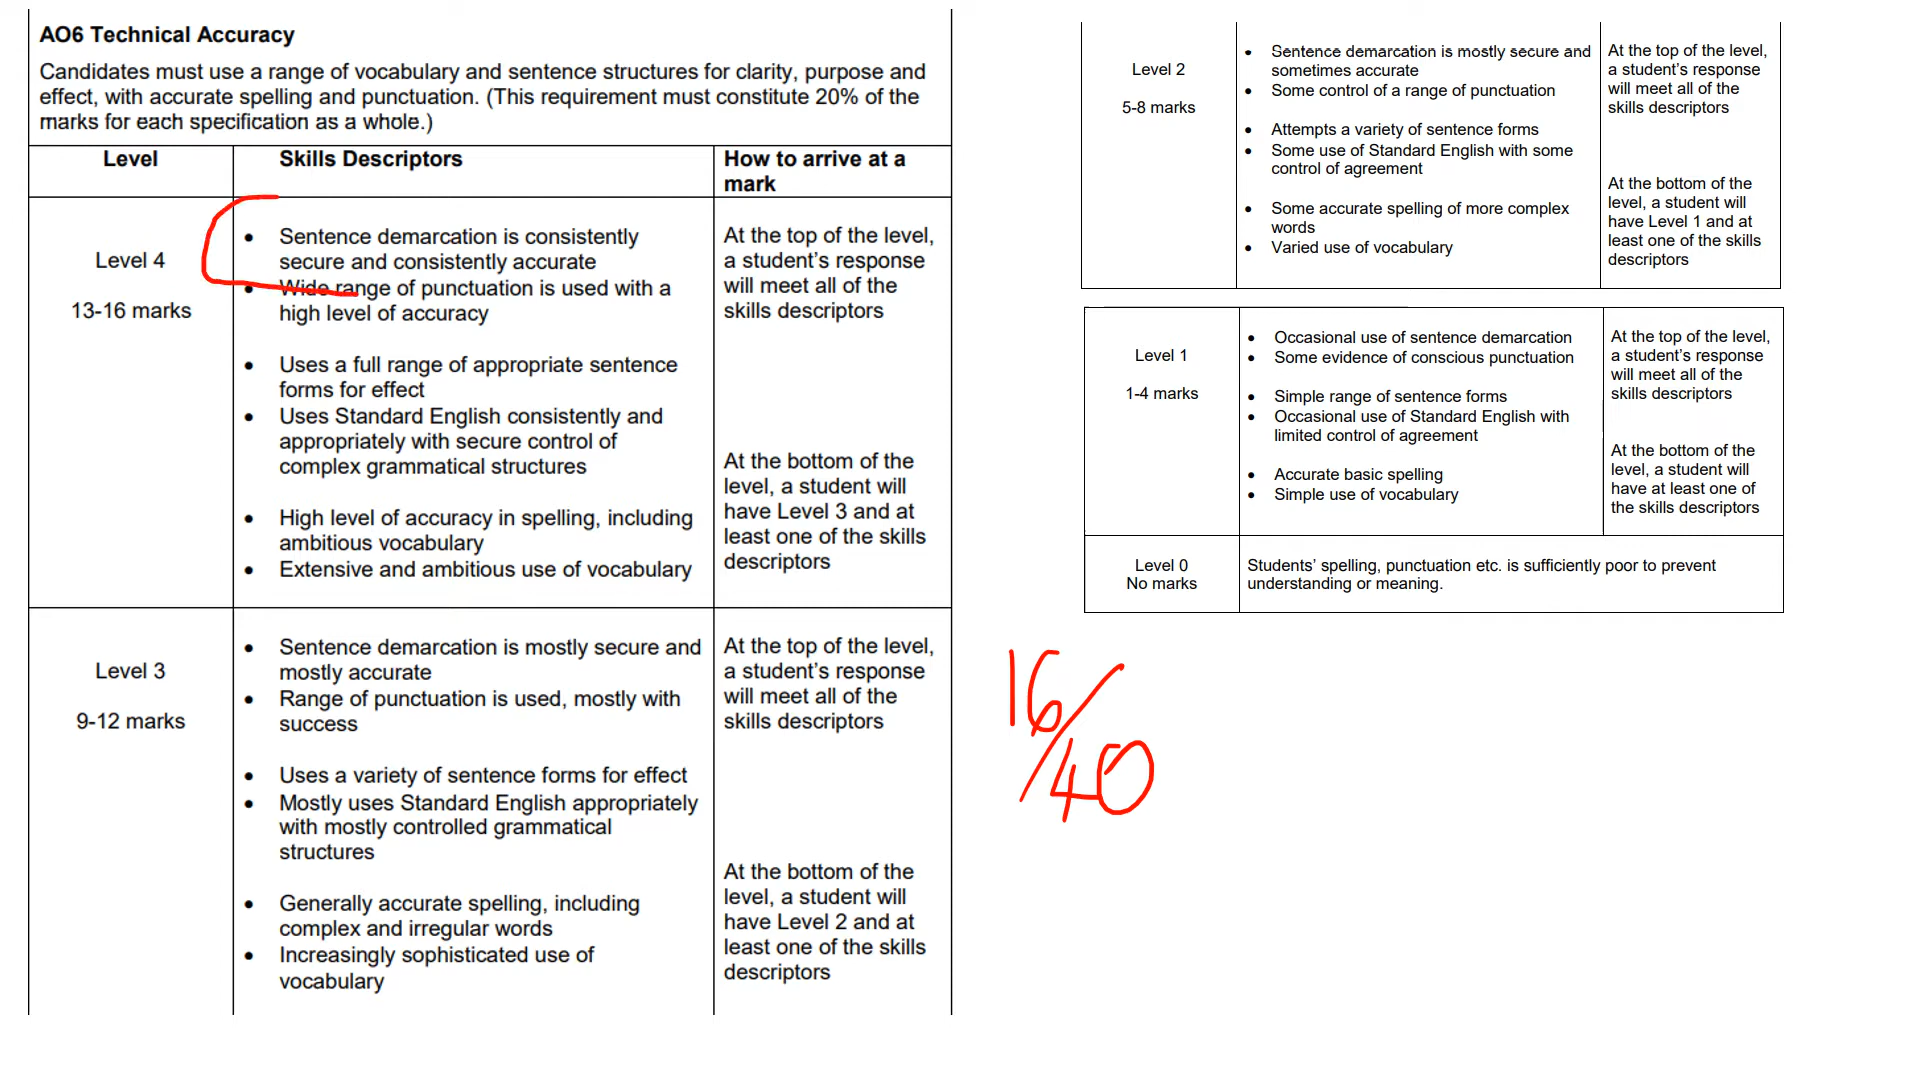 AO6 Technical Accuracy
Candidates must use a range of vocabulary and sentence structures for clarity, purpose and
effect, with accurate spelling and punctuation. (This requirement must constitute 20% of the
marks for each specification as a whole.)
Level
Skills Descriptors
How to arrive at a
mark
Level 4
13-16 marks
• Sentence demarcation is consistently
secure and consistently accurate
• Wide range of punctuation is used with a
high level of accuracy
• Uses a full range of appropriate sentence
forms for effect
• Uses Standard English consistently and
appropriately with secure control of
complex grammatical structures
• High level of accuracy in spelling, including
ambitious vocabulary
• Extensive and ambitious use of vocabulary
At the top of the level,
a student's response
will meet all of the
skills descriptors
At the bottom of the
level, a student will
have Level 3 and at
least one of the skills
descriptors
Level 3
9-12 marks
• Sentence demarcation is mostly secure and
mostly accurate
• Range of punctuation is used, mostly with
success
• Uses a variety of sentence forms for effect
• Mostly uses Standard English appropriately
with mostly controlled grammatical
structures
• Generally accurate spelling, including
complex and irregular words
• Increasingly sophisticated use of
vocabulary
At the top of the level,
a student's response
will meet all of the
skills descriptors
At the bottom of the
level, a student will
have Level 2 and at
least one of the skills
descriptors
Level 2
5-8 marks
• Sentence demarcation is mostly secure and
sometimes accurate
• Some control of a range of punctuation
• Attempts a variety of sentence forms
• Some use of Standard English with some
control of agreement
• Some accurate spelling of more complex
words
• Varied use of vocabulary
At the top of the level,
a student's response
will meet all of the
skills descriptors
At the bottom of the
level, a student will
have Level 1 and at
least one of the skills
descriptors
Level 1
1-4 marks
• Occasional use of sentence demarcation
• Some evidence of conscious punctuation
• Simple range of sentence forms
• Occasional use of Standard English with
limited control of agreement
• Accurate basic spelling
• Simple use of vocabulary
At the top of the level,
a student's response
will meet all of the
skills descriptors
At the bottom of the
level, a student will
have at least one of
the skills descriptors
Level 0
No marks
Students' spelling, punctuation etc. is sufficiently poor to prevent
understanding or meaning.
16/40